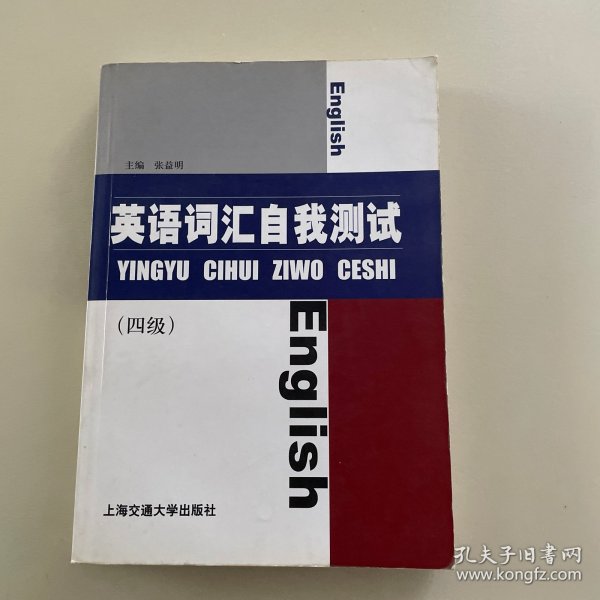 English
主编 张益明
英语词汇自我测试
YINGYU CIHUI ZIWO CESHI
（四级）
English
上海交通大学出版社
孔夫子旧书网
www.kongfz.com